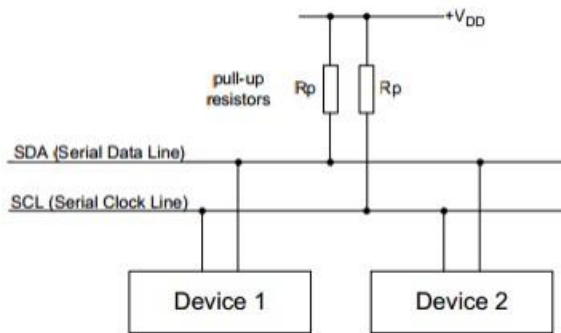 +VDD
pull-up
resistors
Rp
Rp
SDA (Serial Data Line)
SCL (Serial Clock Line)
Device 1
Device 2